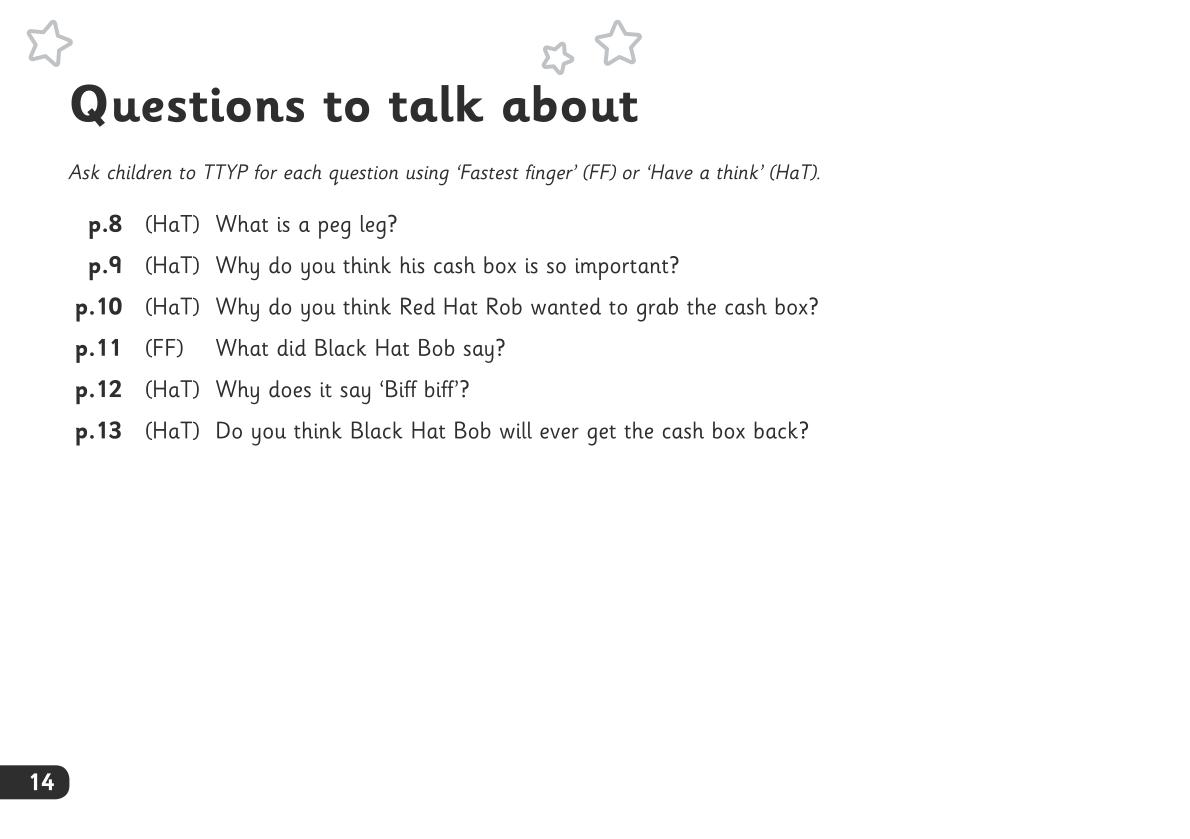 Questions to talk about
Ask children to TTYP for each question using ‘Fastest finger’ (FF) or ‘Have a think’ (HaT).
p.8 (HaT) What is a peg leg?
p.9 (HaT) Why do you think his cash box is so important?
p.10 (HaT) Why do you think Red Hat Rob wanted to grab the cash box?
p.11 (FF) What did Black Hat Bob say?
p.12 (HaT) Why does it say ‘Biff biff’?
p.13 (HaT) Do you think Black Hat Bob will ever get the cash box back?
14